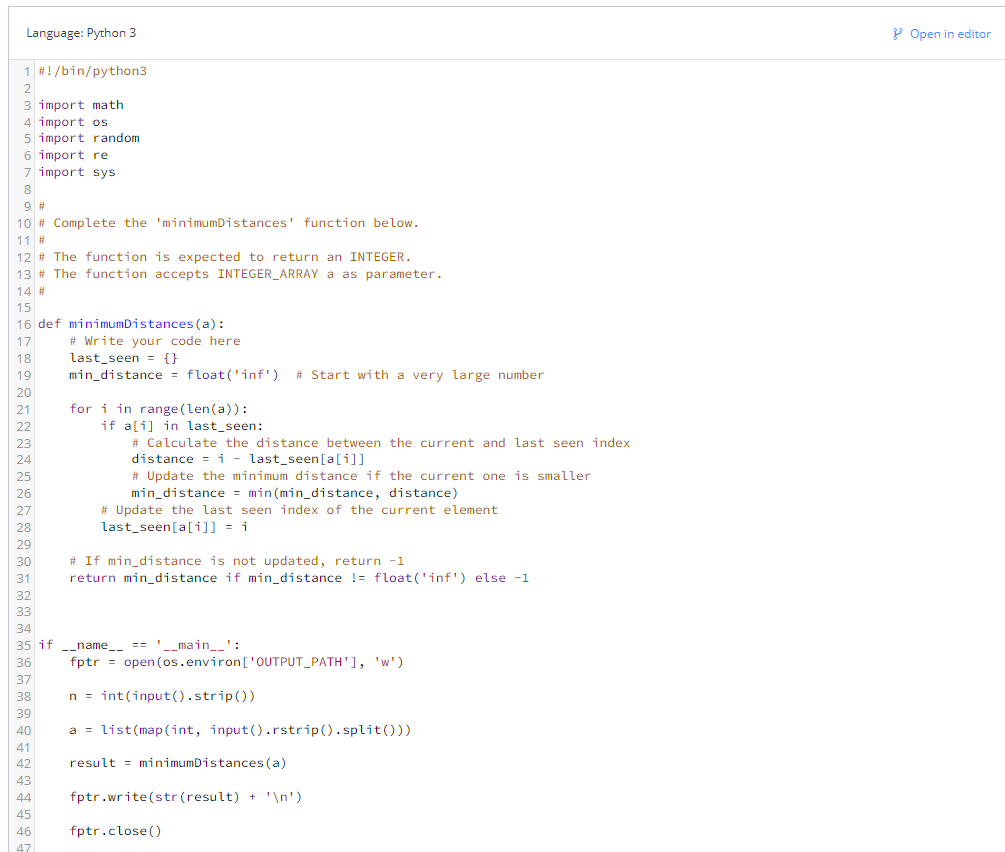 Language: Python 3
Open in editor
1 #!/bin/python3
2
3 import math
4 import os
5 import random
6 import re
7 import sys
8
9 #
10 # Complete the 'minimumDistances' function below.
11 #
12 # The function is expected to return an INTEGER.
13 # The function accepts INTEGER_ARRAY a as parameter.
14 #
15
16 def minimumDistances(a):
17     # Write your code here
18     last_seen = {}
19     min_distance = float('inf')  # Start with a very large number
20
21     for i in range(len(a)):
22         if a[i] in last_seen:
23             # Calculate the distance between the current and last seen index
24             distance = i - last_seen[a[i]]
25             # Update the minimum distance if the current one is smaller
26             min_distance = min(min_distance, distance)
27         # Update the last seen index of the current element
28         last_seen[a[i]] = i
29
30     # If min_distance is not updated, return -1
31     return min_distance if min_distance != float('inf') else -1
32
33
34
35 if __name__ == '__main__':
36     fptr = open(os.environ['OUTPUT_PATH'], 'w')
37
38     n = int(input().strip())
39
40     a = list(map(int, input().rstrip().split()))
41
42     result = minimumDistances(a)
43
44     fptr.write(str(result) + '\n')
45
46     fptr.close()
47